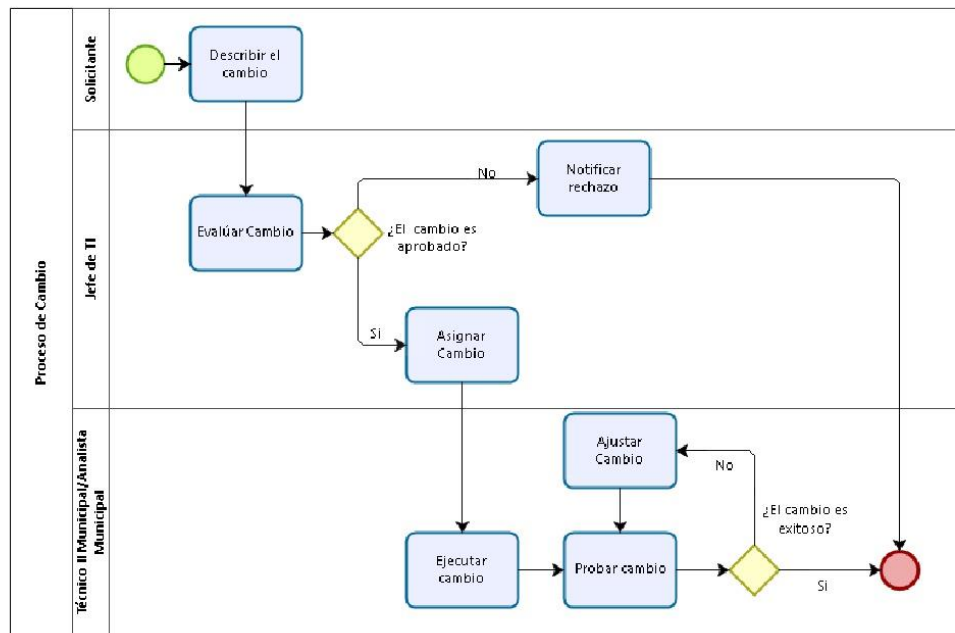 Proceso de Cambio
Solicitante
Describir el
cambio
Jefe de TI
Evalúar Cambio
¿El cambio es
aprobado?
No
Notificar
rechazo
Si
Asignar
Cambio
Técnico II Municipal/Analista
Municipal
Ejecutar
cambio
Ajustar
Cambio
Probar cambio
No
¿El cambio es
exitoso?
Si